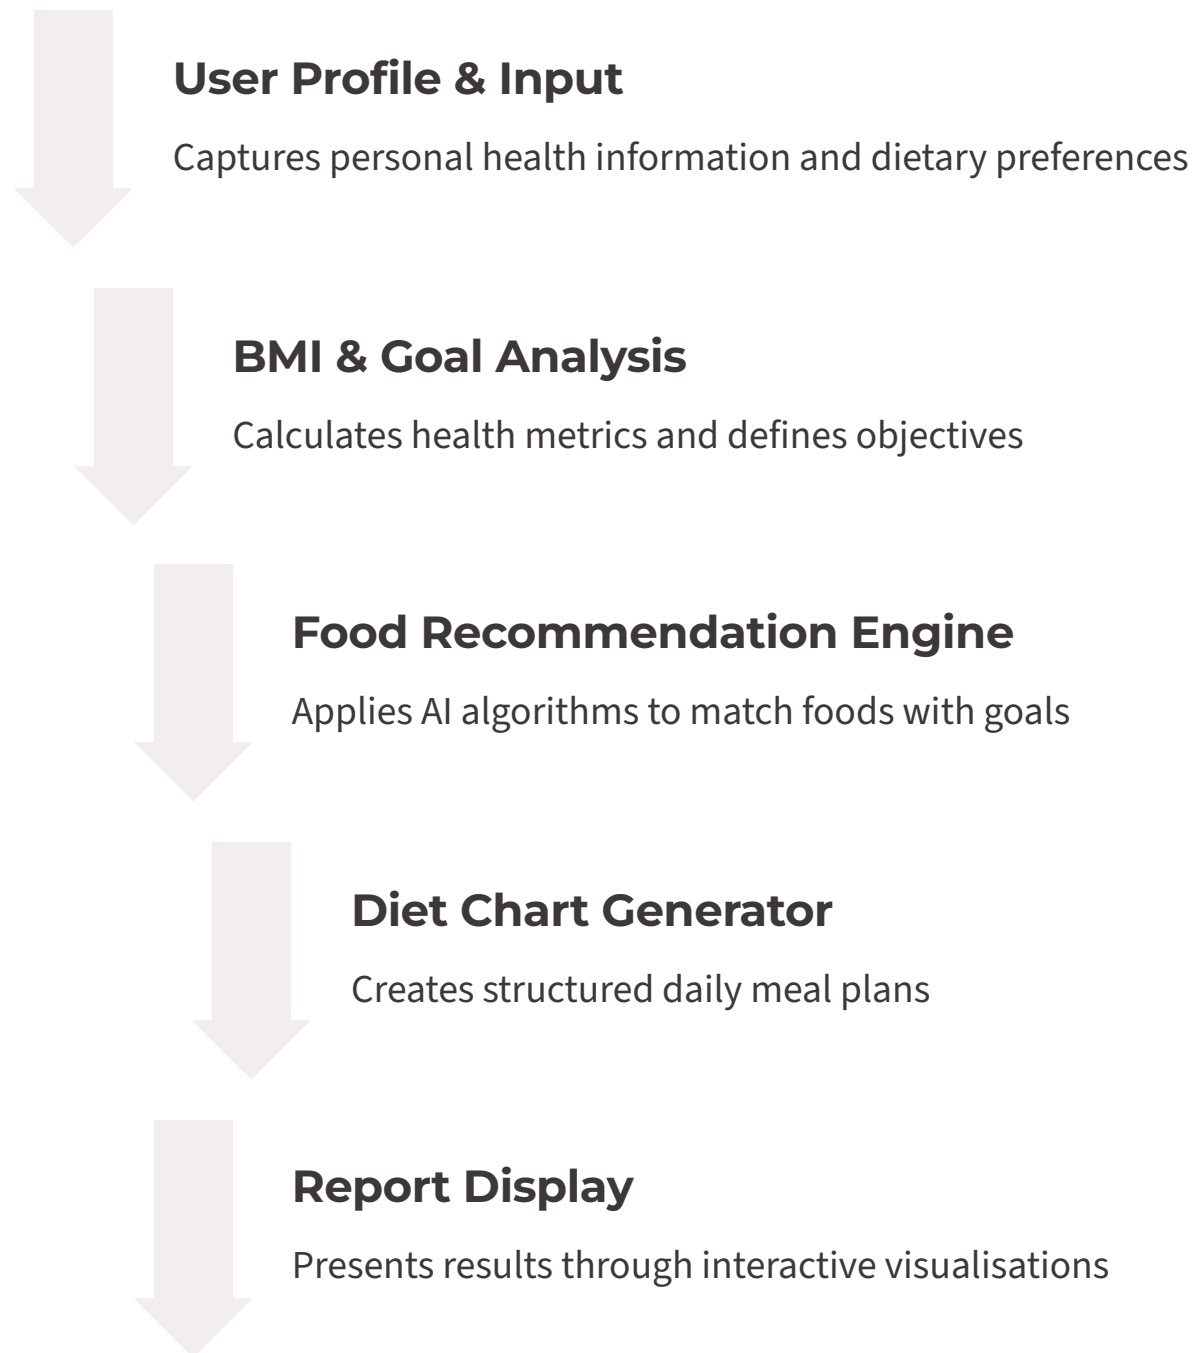 User Profile & Input
Captures personal health information and dietary preferences
BMI & Goal Analysis
Calculates health metrics and defines objectives
Food Recommendation Engine
Applies AI algorithms to match foods with goals
Diet Chart Generator
Creates structured daily meal plans
Report Display
Presents results through interactive visualisations